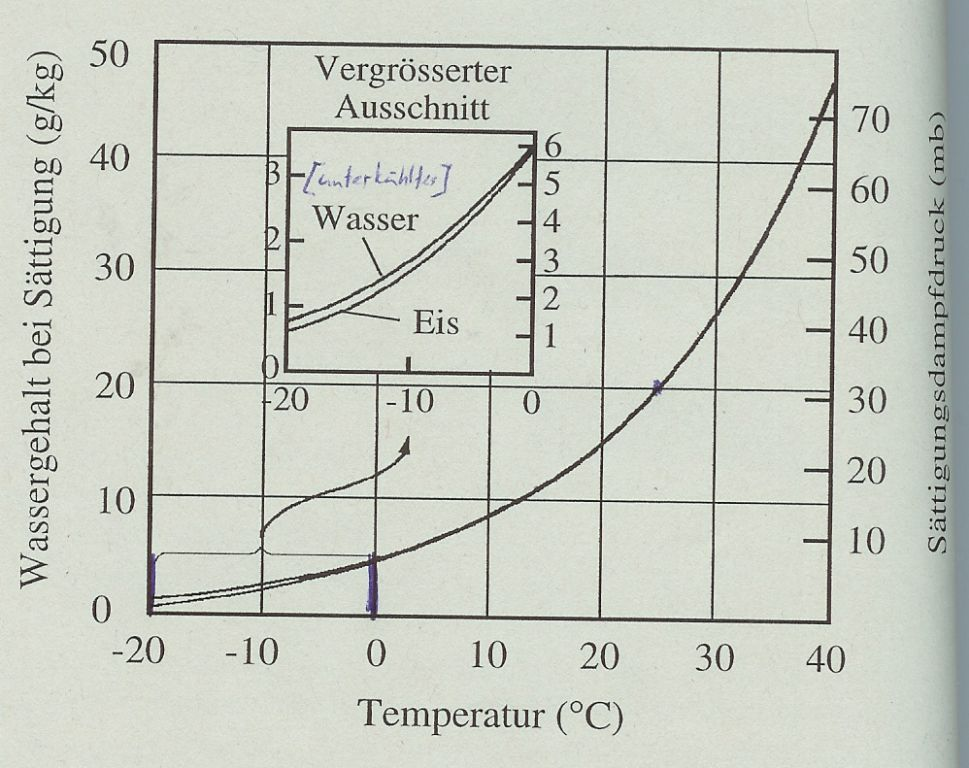 Vergrösserter
Ausschnitt
[unterkühltes]
Wasser
Eis
3
2
1
0
6
5
4
3
2
1
-20 -10 0
Wassergehalt bei Sättigung (g/kg)
50
40
30
20
10
0
Sättigungsdampfdruck (mb)
70
60
50
40
30
20
10
-20 -10 0 10 20 30 40
Temperatur (°C)